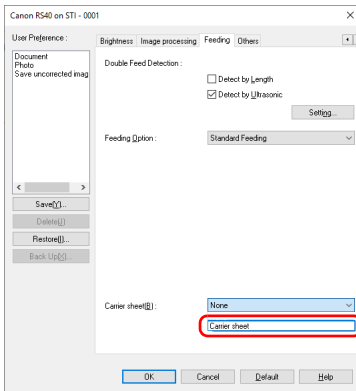 Canon RS40 on STI - 0001
User Preference :
Document
Photo
Save uncorrected imag
Save(Y)...
Delete(J)
Restore(I)...
Back Up(X)...
Brightness Image processing Feeding Others
Double Feed Detection :
Detect by Length
Detect by Ultrasonic
Setting...
Feeding Option : Standard Feeding
Carrier sheet(B) : None
Carrier sheet
OK Cancel Default Help